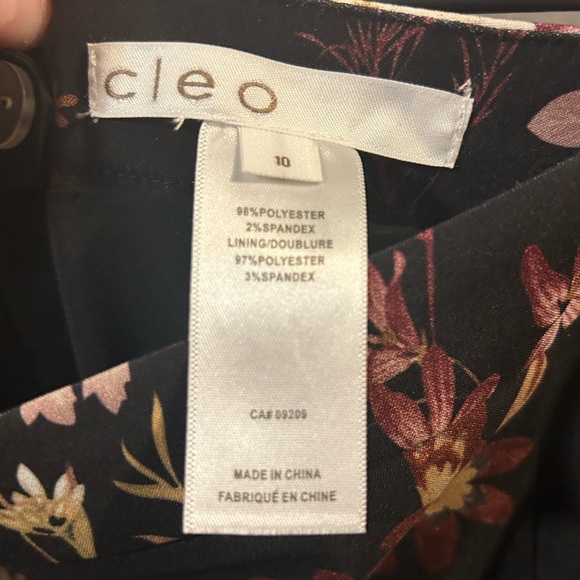 cleo
10
98%POLYESTER
2%SPANDEX
LINING/DOUBLURE
97%POLYESTER
3%SPANDEX
CA# 09209
MADE IN CHINA
FABRIQUÉ EN CHINE